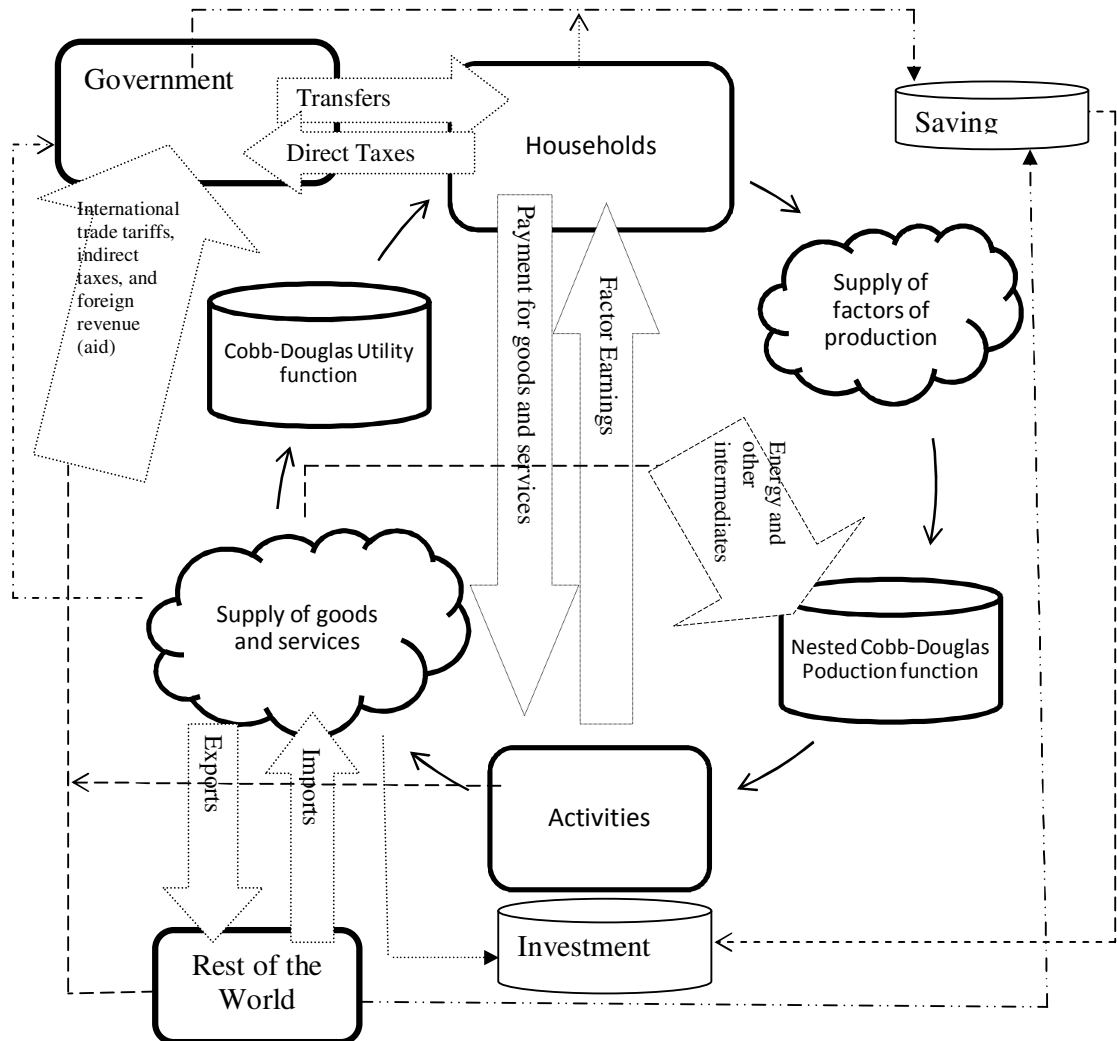 Government
Transfers
Direct Taxes
Households
Saving
International
trade tariffs,
indirect
taxes, and
foreign
revenue
(aid)
Cobb-Douglas Utility
function
Payment for goods and services
Factor Earnings
Supply of
factors of
production
Energy and
other
intermediates
Supply of goods
and services
Nested Cobb-Douglas
Poduction function
Exports
Imports
Activities
Investment
Rest of the
World